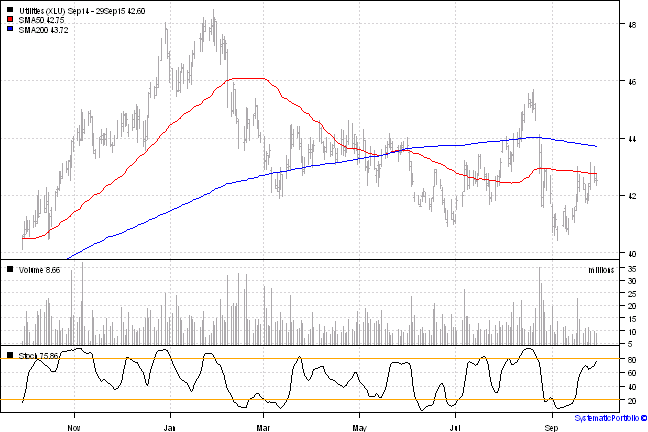 Utilities (XLU) Sep14 - 29Sep15 42.60
SMA50 42.75
SMA200 43.72
48
46
44
42
40
Volume 8.66
millions
35
30
25
20
15
10
5
Stoch 75.86
80
60
40
20
Nov Jan Mar May Jul Sep
SystematicPortfolio ©